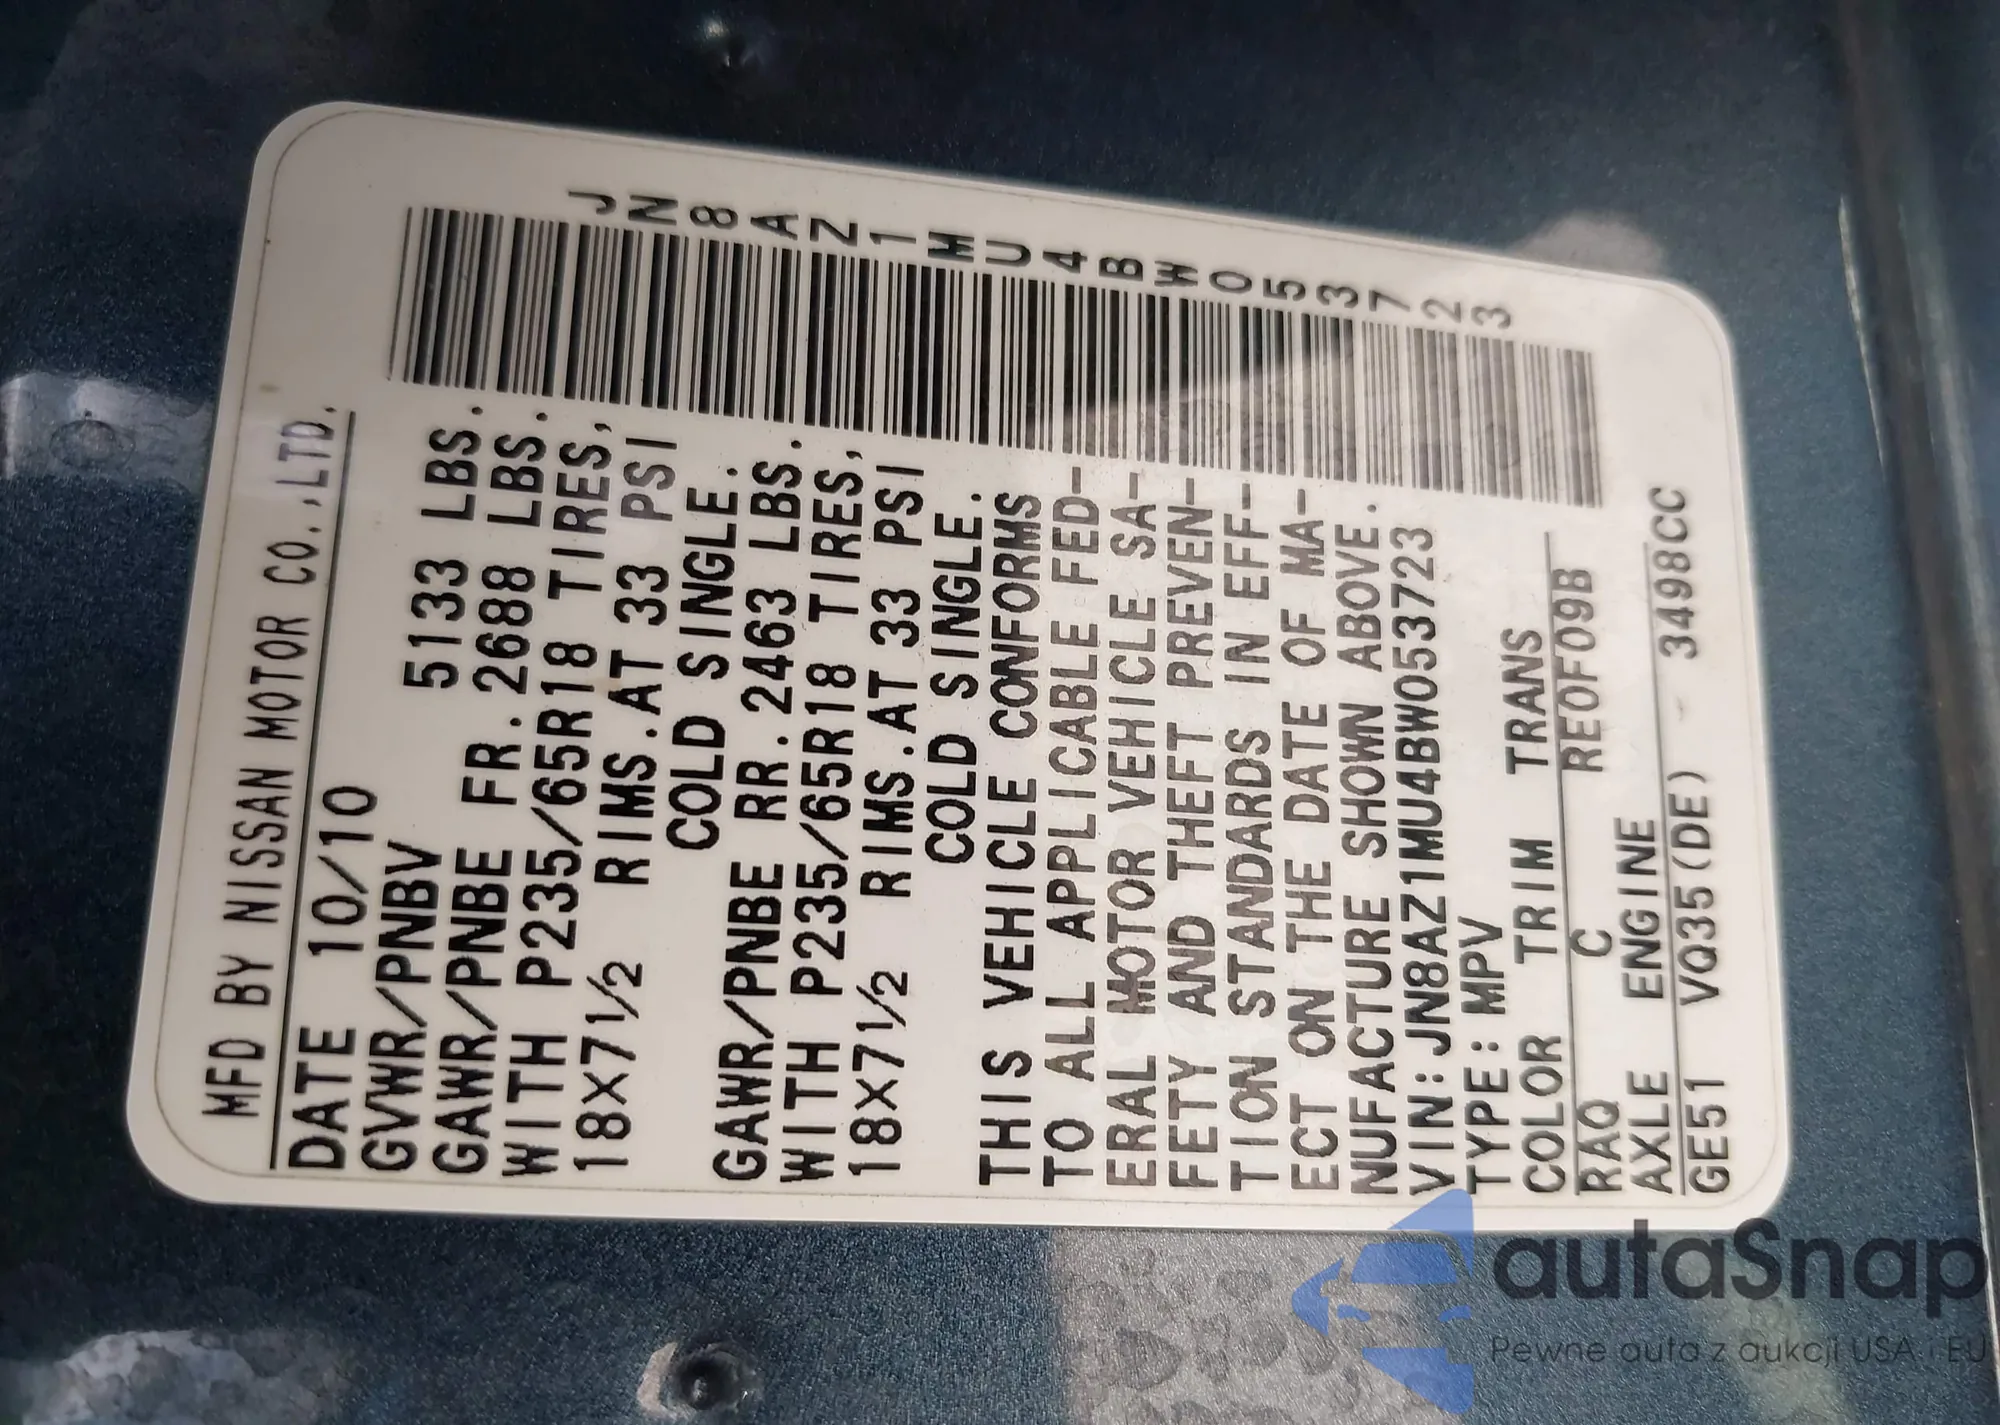 MFD BY NISSAN MOTOR CO.,LTD.
DATE 10/10
GVWR/PNBV 5133 LBS.
GAWR/PNBE FR.2688 LBS.
WITH P235/65R18 TIRES,
18X7 1/2 RIMS.AT 33 PSI
COLD SINGLE.
GAWR/PNBE RR.2463 LBS.
WITH P235/65R18 TIRES,
18X7 1/2 RIMS.AT 33 PSI
COLD SINGLE.
THIS VEHICLE CONFORMS
TO ALL APPLICABLE FED-
ERAL MOTOR VEHICLE SA-
FETY AND THEFT PREVEN-
TION STANDARDS IN EFF-
ECT ON THE DATE OF MA-
NUFACTURE SHOWN ABOVE.
VIN:JN8AZ1MU4BW053723
TYPE:MPV
COLOR TRIM TRANS
RAQ C RE0F09B
AXLE ENGINE
GE51 VQ35(DE) - 3498CC
JN8AZ1MU4BW053723
autaSnap
Pewne auta z aukcji USA i EU